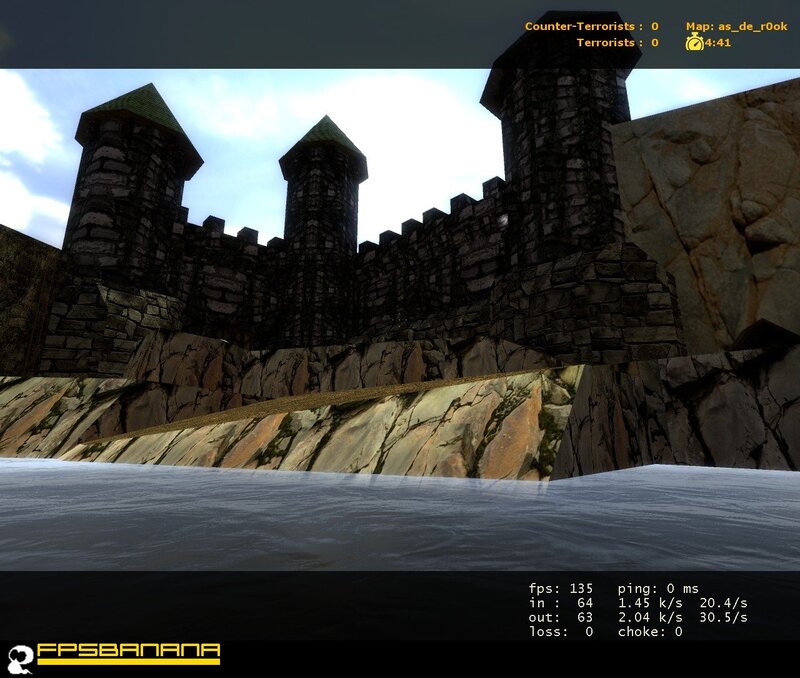 Counter-Terrorists : 0 Map: as_de_r0ok
Terrorists : 0 4:41
fps: 135 ping: 0 ms
in : 64 1.45 k/s 20.4/s
out: 63 2.04 k/s 30.5/s
loss: 0 choke: 0
FPSBANANA